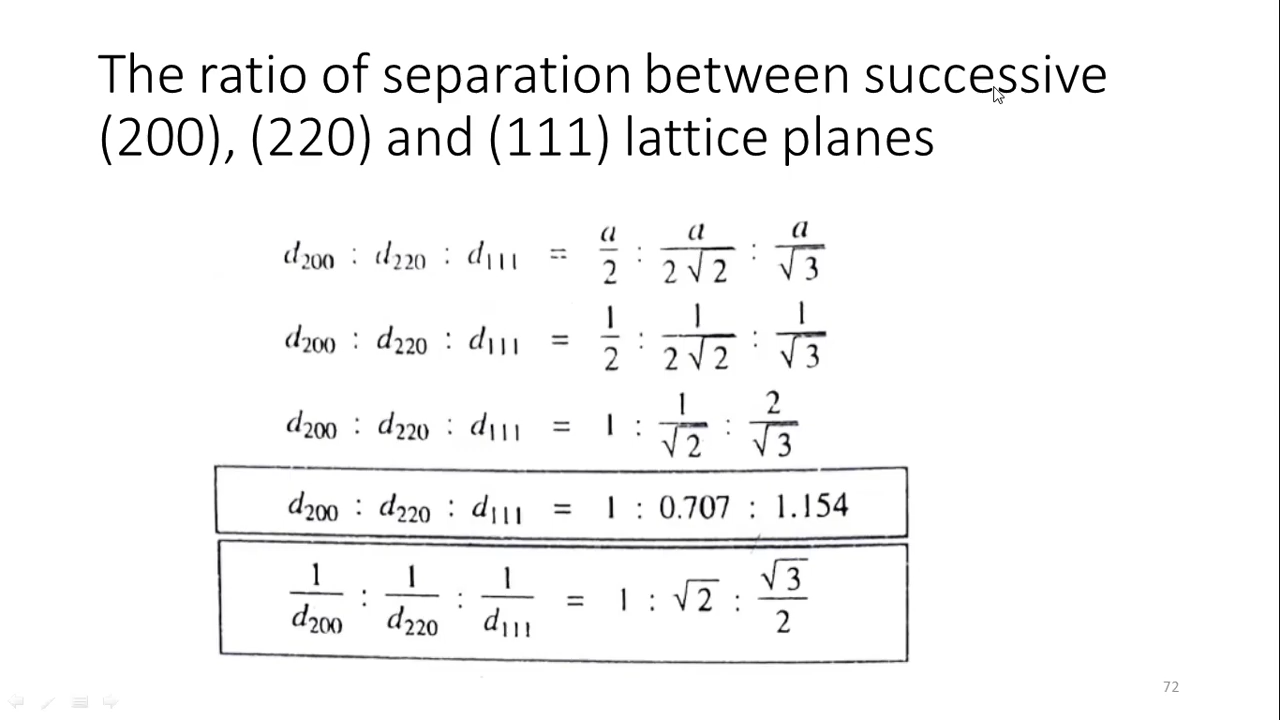 The ratio of separation between successive
(200), (220) and (111) lattice planes
d₂₀₀ : d₂₂₀ : d₁₁₁ = a/2 : a/2√2 : a/√3
d₂₀₀ : d₂₂₀ : d₁₁₁ = 1/2 : 1/2√2 : 1/√3
d₂₀₀ : d₂₂₀ : d₁₁₁ = 1 : 1/√2 : 2/√3
d₂₀₀ : d₂₂₀ : d₁₁₁ = 1 : 0.707 : 1.154
1/d₂₀₀ : 1/d₂₂₀ : 1/d₁₁₁ = 1 : √2 : √3/2
72